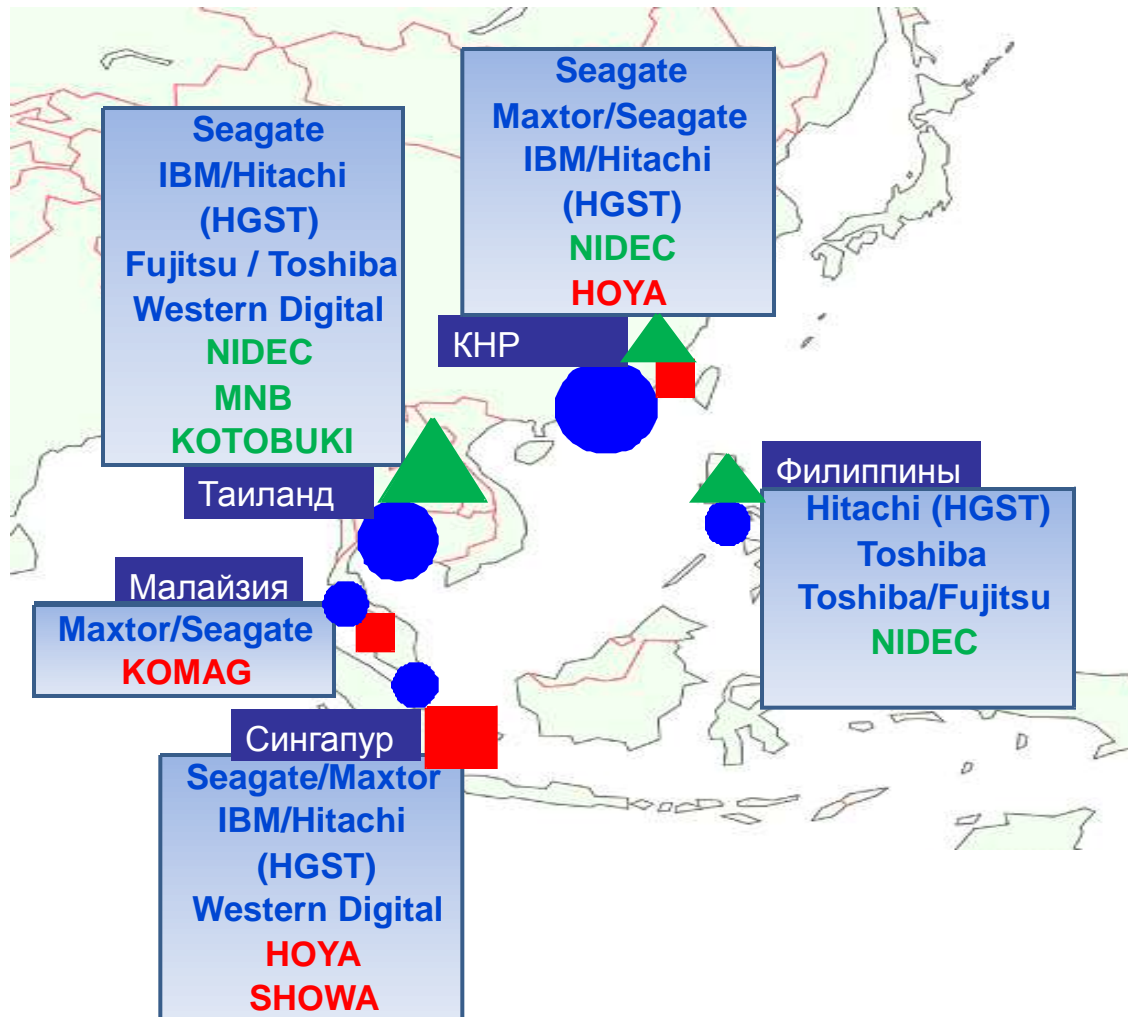 Seagate
Maxtor/Seagate
IBM/Hitachi
(HGST)
NIDEC
HOYA
КНР
Seagate
IBM/Hitachi
(HGST)
Fujitsu / Toshiba
Western Digital
NIDEC
MNB
KOTOBUKI
Таиланд
Филиппины
Hitachi (HGST)
Toshiba
Toshiba/Fujitsu
NIDEC
Малайзия
Maxtor/Seagate
KOMAG
Сингапур
Seagate/Maxtor
IBM/Hitachi
(HGST)
Western Digital
HOYA
SHOWA